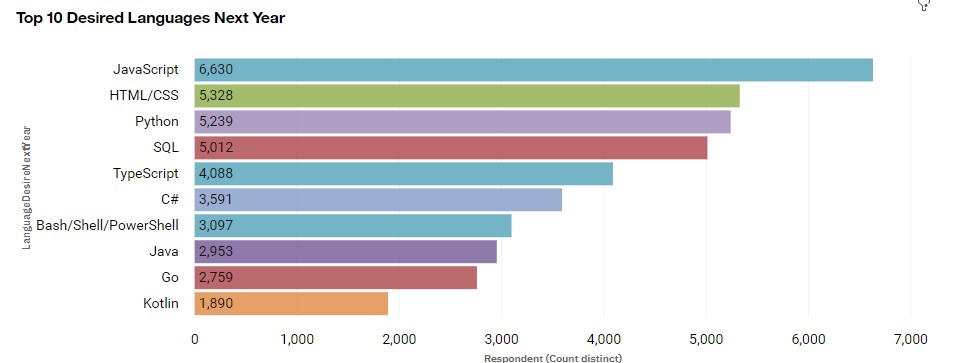 Top 10 Desired Languages Next Year
LanguageDesireNextYear
JavaScript 6,630
HTML/CSS 5,328
Python 5,239
SQL 5,012
TypeScript 4,088
C# 3,591
Bash/Shell/PowerShell 3,097
Java 2,953
Go 2,759
Kotlin 1,890
0 1,000 2,000 3,000 4,000 5,000 6,000 7,000
Respondent (Count distinct)